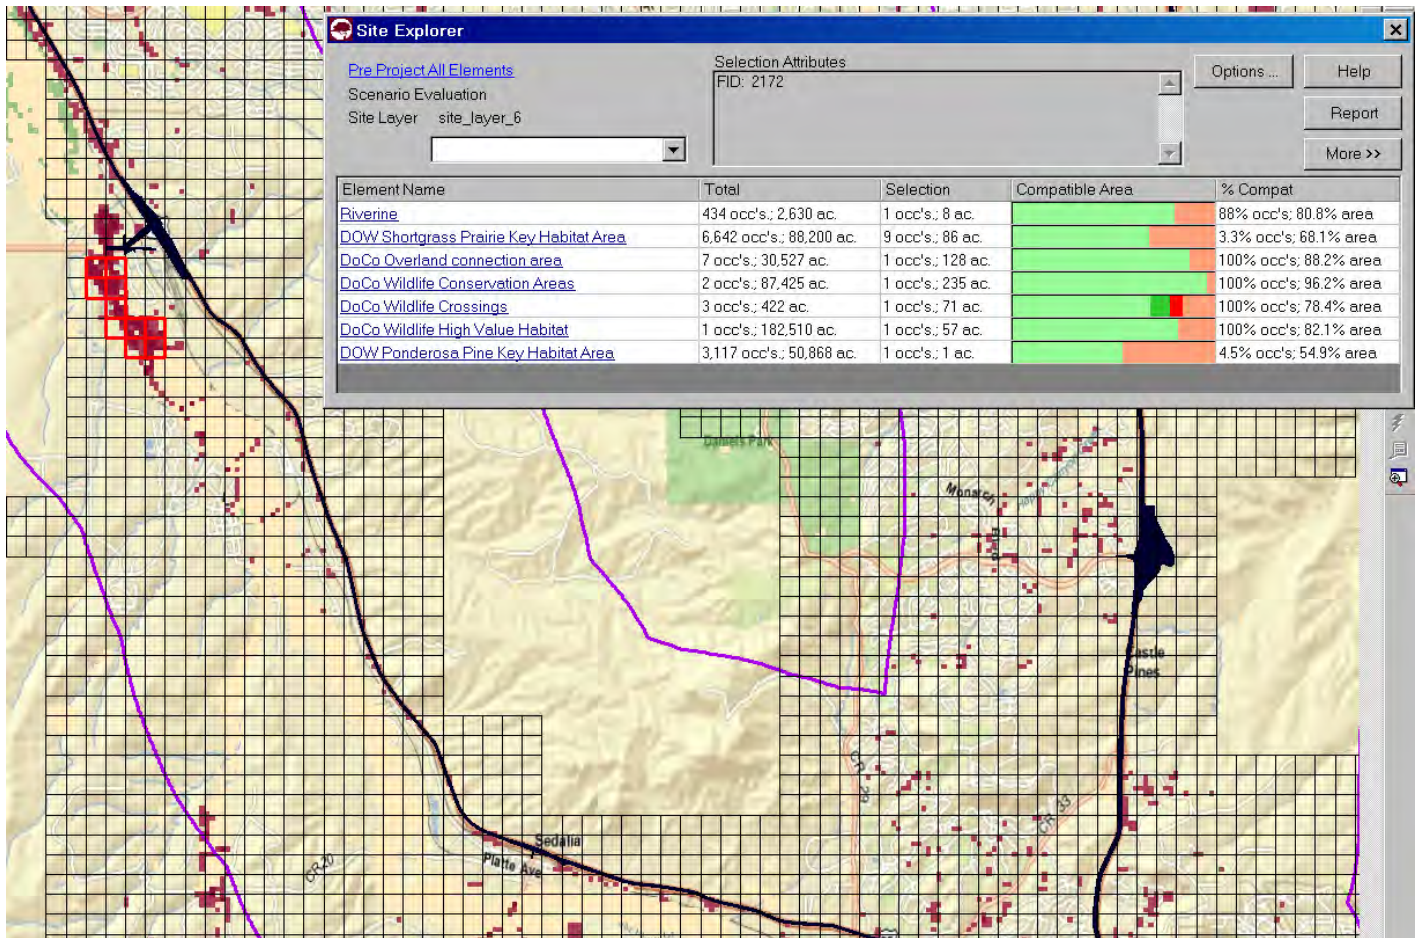 Site Explorer
Pre Project All Elements
Scenario Evaluation
Site Layer site_layer_6
Selection Attributes
FID: 2172
Options ...
Help
Report
More >>
Element Name Total Selection Compatible Area % Compat
Riverine 434 occ's.; 2,630 ac. 1 occ's.; 8 ac. 88% occ's; 80.8% area
DOW Shortgrass Prairie Key Habitat Area 6,642 occ's.; 88,200 ac. 9 occ's.; 86 ac. 3.3% occ's; 68.1% area
DoCo Overland connection area 7 occ's.; 30,527 ac. 1 occ's.; 128 ac. 100% occ's; 88.2% area
DoCo Wildlife Conservation Areas 2 occ's.; 87,425 ac. 1 occ's.; 235 ac. 100% occ's; 96.2% area
DoCo Wildlife Crossings 3 occ's.; 422 ac. 1 occ's.; 71 ac. 100% occ's; 78.4% area
DoCo Wildlife High Value Habitat 1 occ's.; 182,510 ac. 1 occ's.; 57 ac. 100% occ's; 82.1% area
DOW Ponderosa Pine Key Habitat Area 3,117 occ's.; 50,868 ac. 1 occ's.; 1 ac. 4.5% occ's; 54.9% area
Daniels Park
Monarch
Castle
Pines
CR 29
CR 33
Sedalia
Platte Ave
CR 20